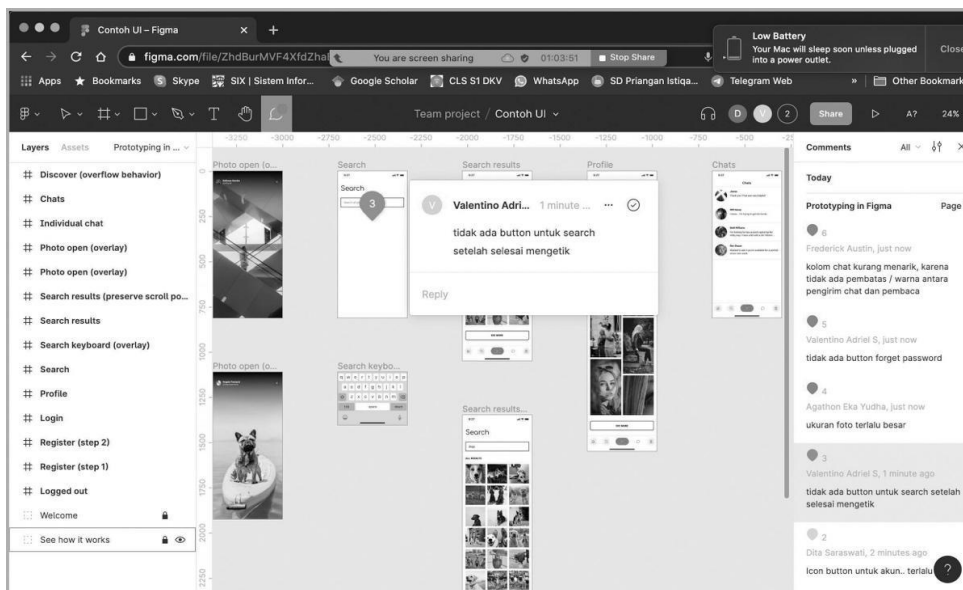 Contoh UI – Figma
Low Battery
Your Mac will sleep soon unless plugged
into a power outlet.
Close
figma.com/file/ZhdBurMVF4XfdZha
You are screen sharing
01:03:51
Stop Share
Apps
Bookmarks
Skype
SIX | Sistem Infor...
Google Scholar
CLS S1 DKV
WhatsApp
SD Priangan Istiqa...
Telegram Web
»
Other Bookmark
Team project / Contoh UI
D
V
2
Share
A?
24%
Layers
Assets
Prototyping in ...
-3250
-3000
-2750
-2500
-2250
-2000
-1750
-1500
-1250
-1000
-750
-500
Comments
All
Discover (overflow behavior)
Chats
Individual chat
Photo open (overlay)
Photo open (overlay)
Search results (preserve scroll po...
Search results
Search keyboard (overlay)
Search
Profile
Login
Register (step 2)
Register (step 1)
Logged out
Welcome
See how it works
0
250
500
750
1000
1250
1500
1750
2000
2250
Photo open (o...
Search
Search results
Profile
Chats
Search
3
V
Valentino Adri...
1 minute ...
tidak ada button untuk search
setelah selesai mengetik
Reply
Chats
Photo open (o...
Search keybo...
Search results...
Search
Today
Prototyping in Figma
Page
6
Frederick Austin, just now
kolom chat kurang menarik, karena
tidak ada pembatas / warna antara
pengirim chat dan pembaca
5
Valentino Adriel S, just now
tidak ada button forget password
4
Agathon Eka Yudha, just now
ukuran foto terlalu besar
3
Valentino Adriel S, 1 minute ago
tidak ada button untuk search setelah
selesai mengetik
2
Dita Saraswati, 2 minutes ago
Icon button untuk akun.. terlalu
?